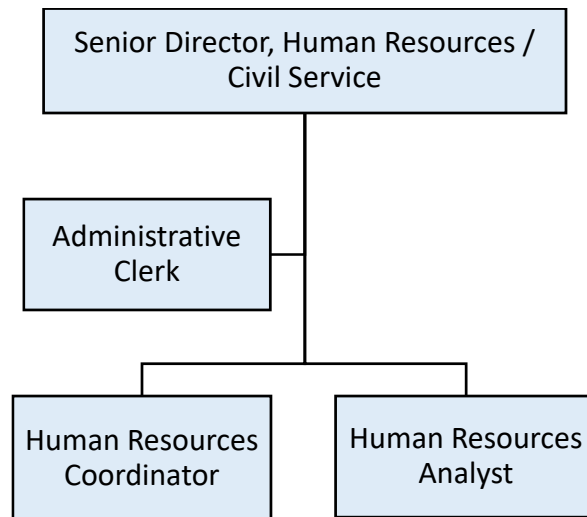 Senior Director, Human Resources /
Civil Service
Administrative
Clerk
Human Resources
Coordinator
Human Resources
Analyst